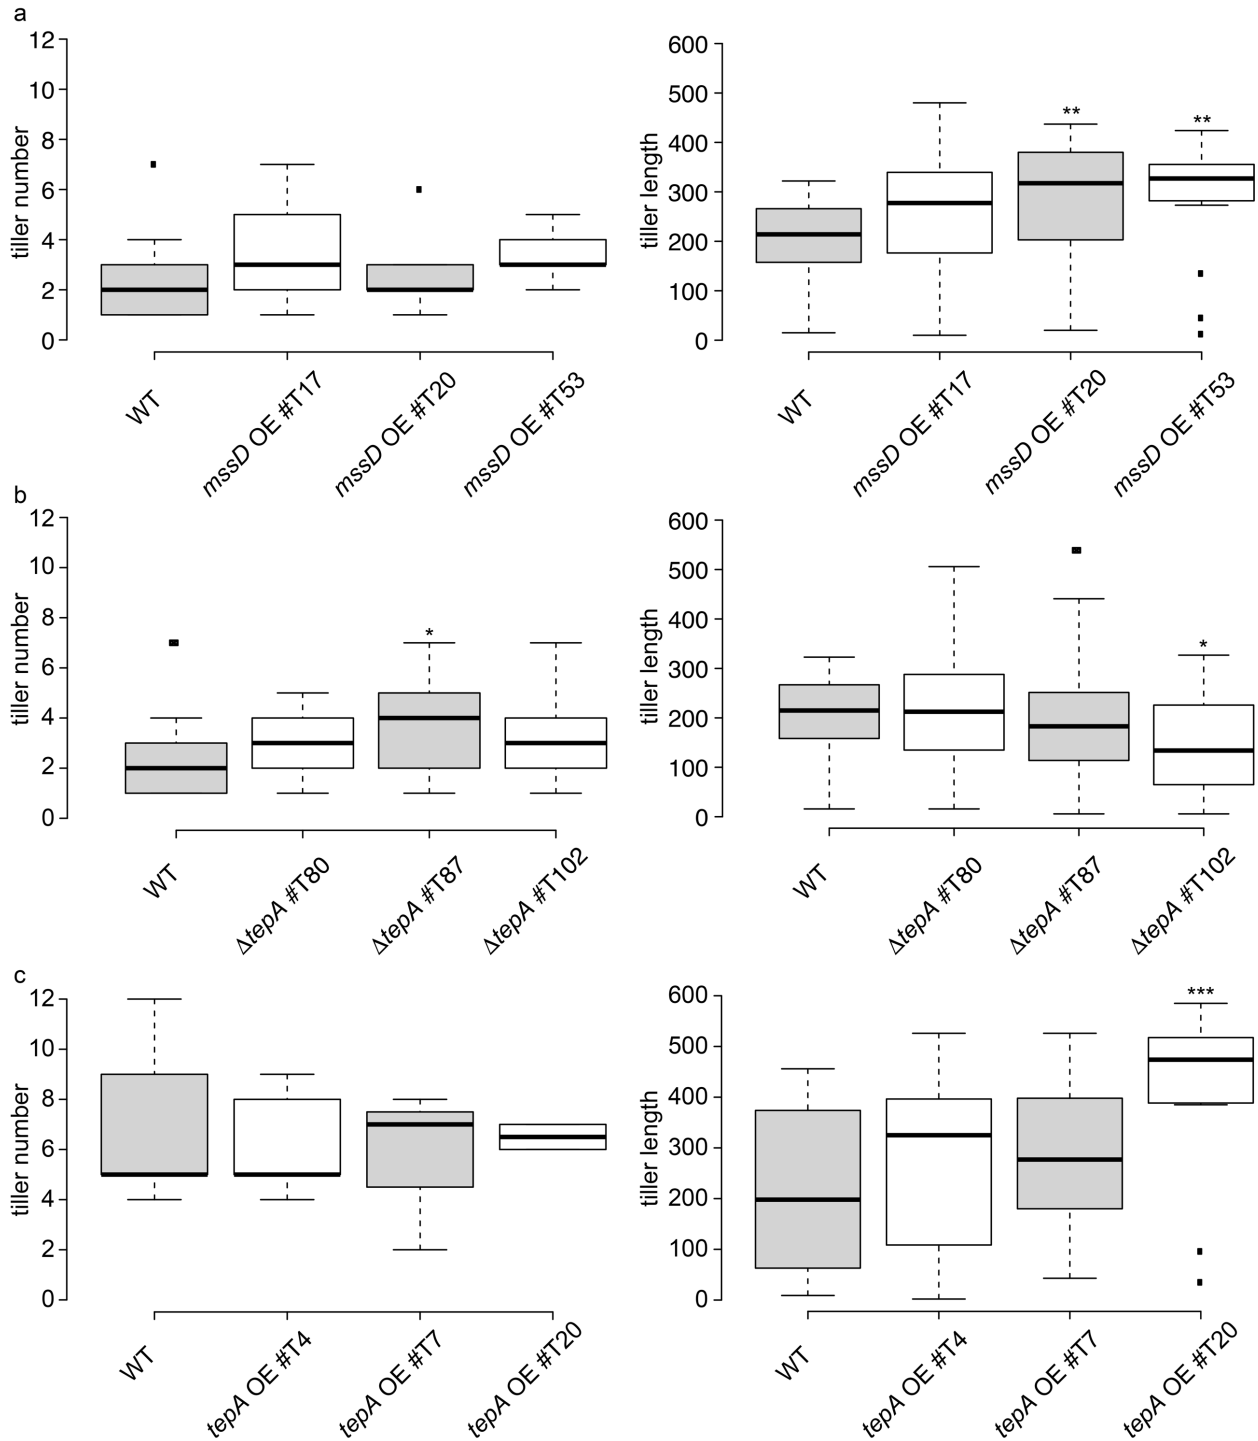 a
12
10
8
6
4
2
0
tiller number
WT
mssD OE #T17
mssD OE #T20
mssD OE #T53
600
500
400
300
200
100
0
tiller length
**
**
WT
mssD OE #T17
mssD OE #T20
mssD OE #T53
b
12
10
8
6
4
2
0
tiller number
*
WT
ΔtepA #T80
ΔtepA #T87
ΔtepA #T102
600
500
400
300
200
100
0
tiller length
*
WT
ΔtepA #T80
ΔtepA #T87
ΔtepA #T102
c
12
10
8
6
4
2
0
tiller number
WT
tepA OE #T4
tepA OE #T7
tepA OE #T20
600
500
400
300
200
100
0
tiller length
***
WT
tepA OE #T4
tepA OE #T7
tepA OE #T20